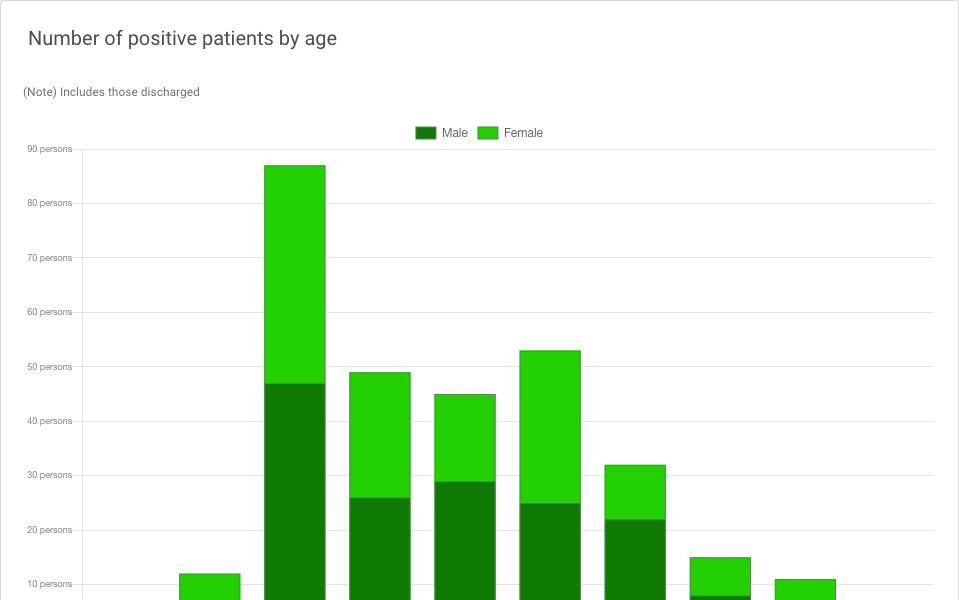 Number of positive patients by age
(Note) Includes those discharged
Male Female
90 persons
80 persons
70 persons
60 persons
50 persons
40 persons
30 persons
20 persons
10 persons